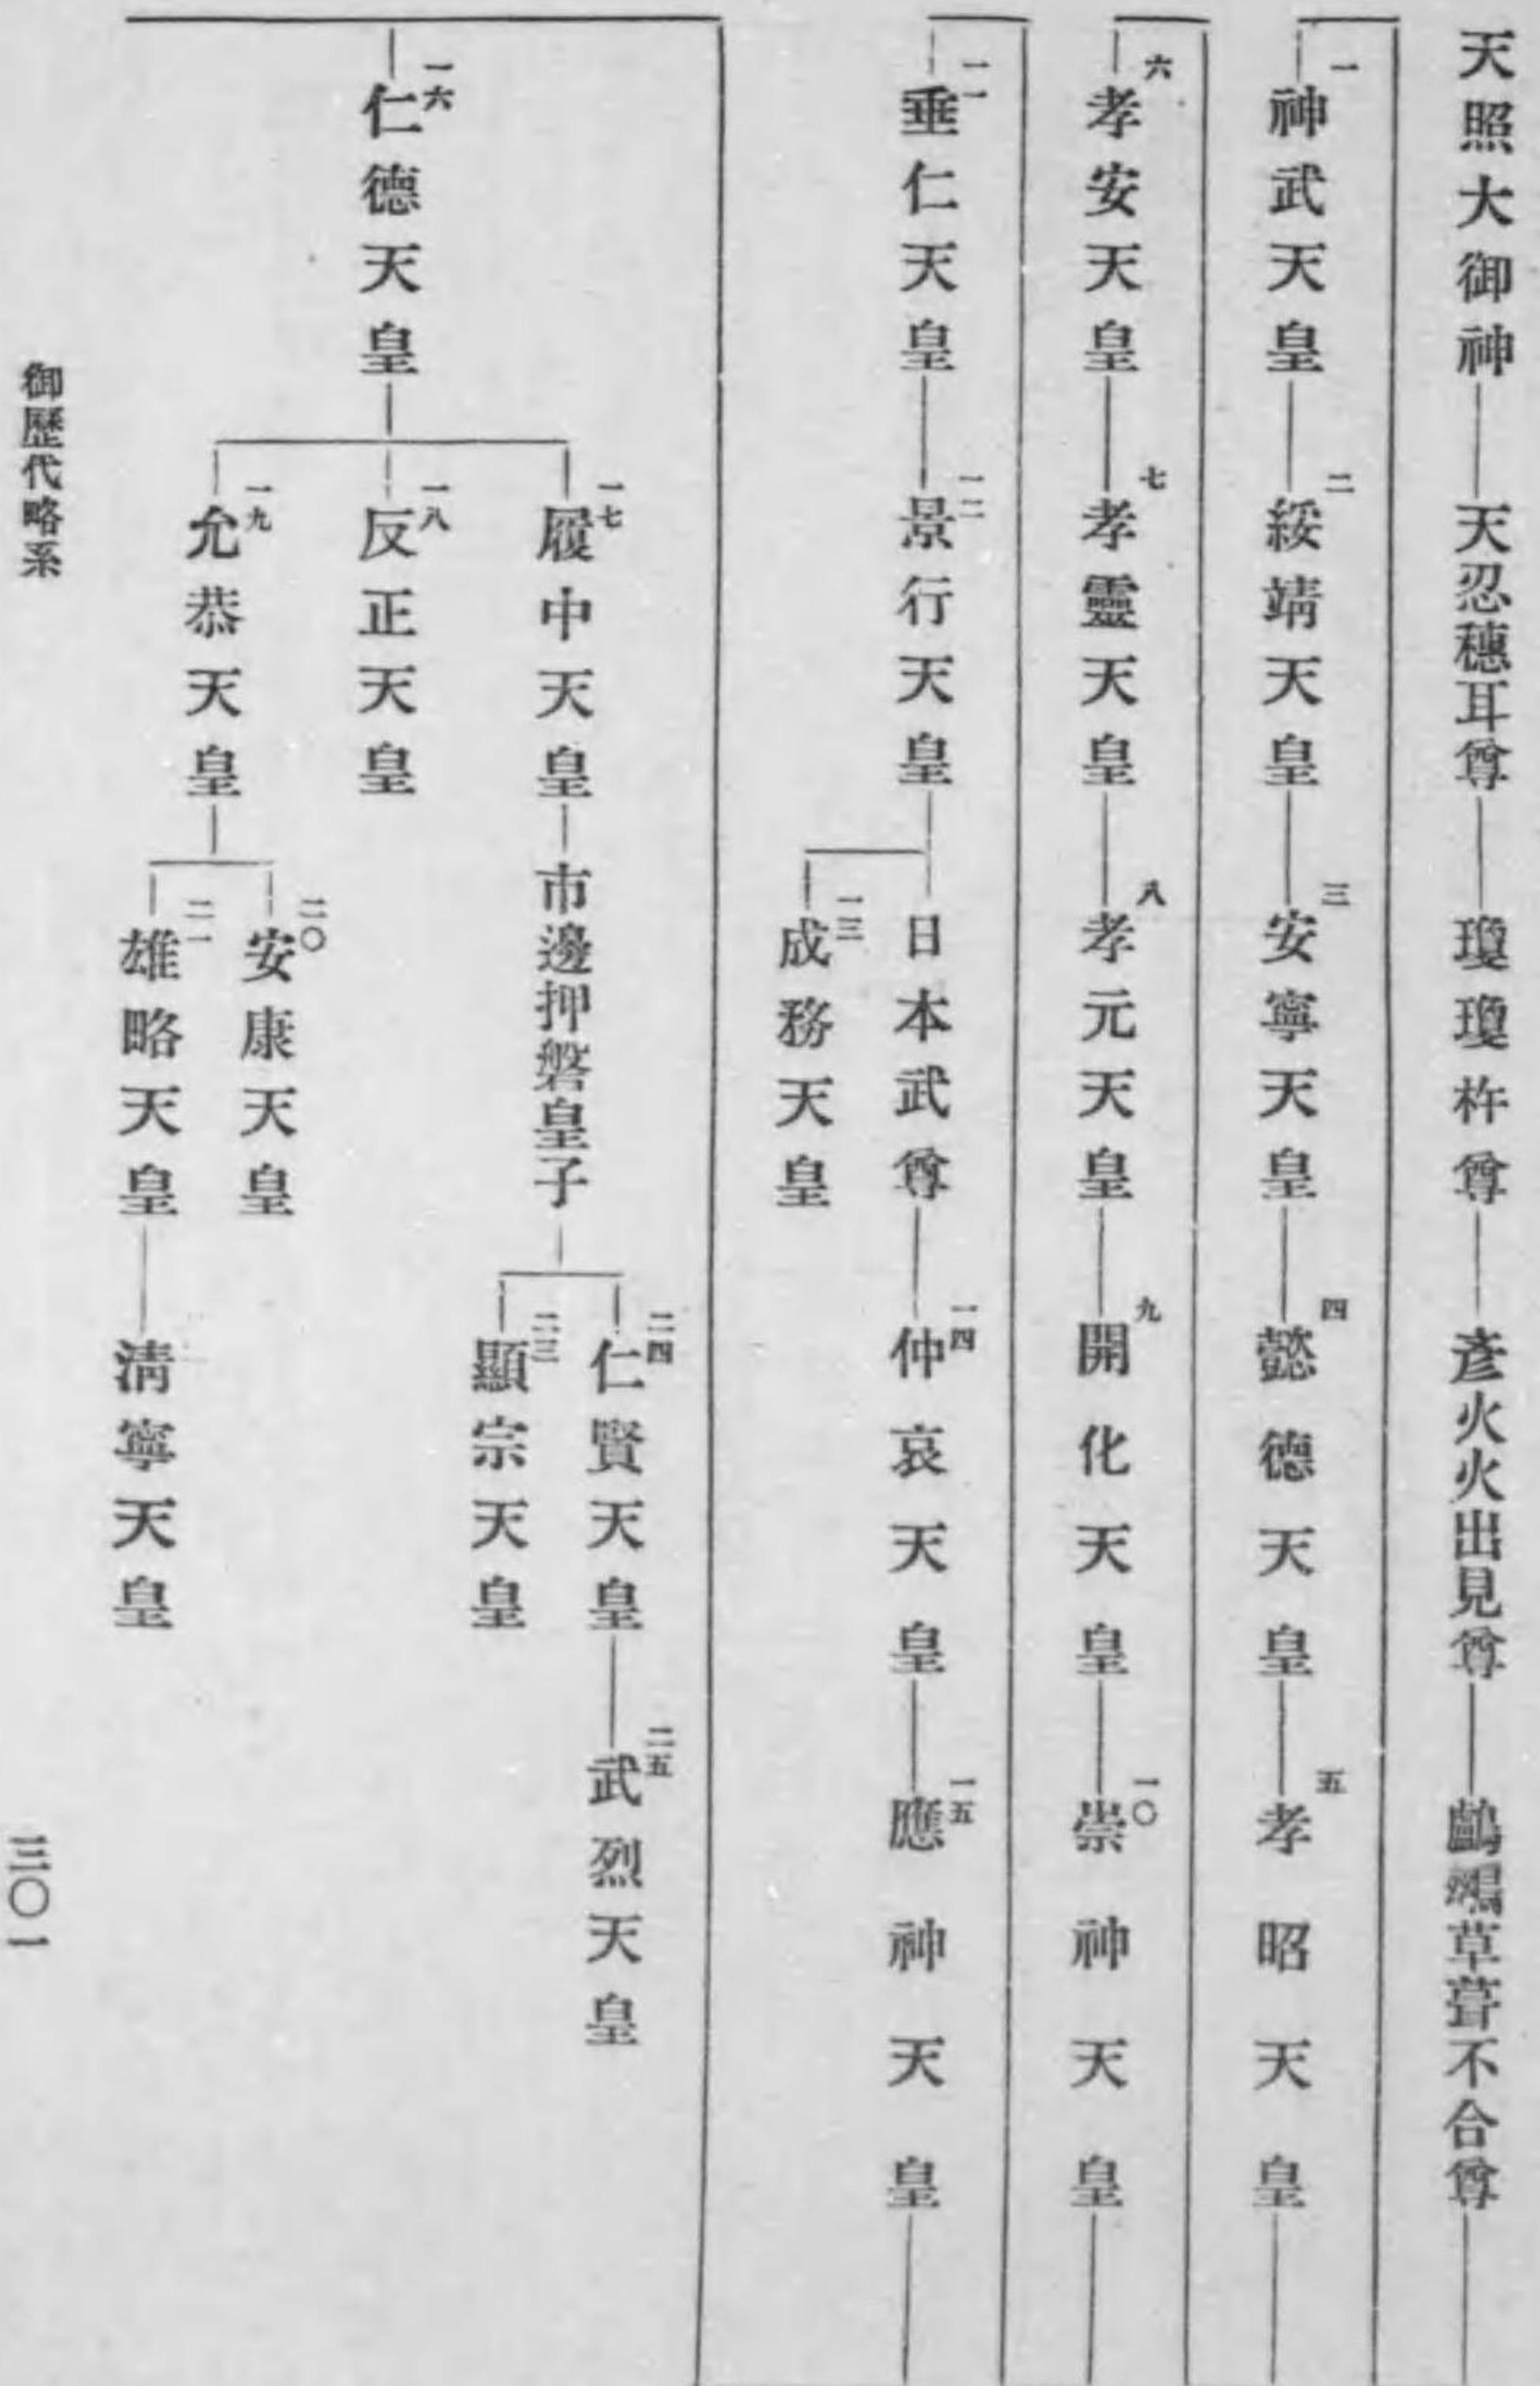 天照大御神 天忍穗耳尊 瓊瓊杵尊 彥火火出見尊 鸕鷀草葺不合尊
一 神武天皇 二 綏靖天皇 三 安寧天皇 四 懿德天皇 五 孝昭天皇
六 孝安天皇 七 孝靈天皇 八 孝元天皇 九 開化天皇 一〇 崇神天皇
一一 垂仁天皇 一二 景行天皇 日本武尊 一四 仲哀天皇 一五 應神天皇
一三 成務天皇
一六 仁德天皇
一七 履中天皇 市邊押磐皇子
二四 仁賢天皇 二五 武烈天皇
二三 顯宗天皇
一八 反正天皇
一九 允恭天皇
二〇 安康天皇
二一 雄略天皇 淸寧天皇
御歷代略系
三〇一